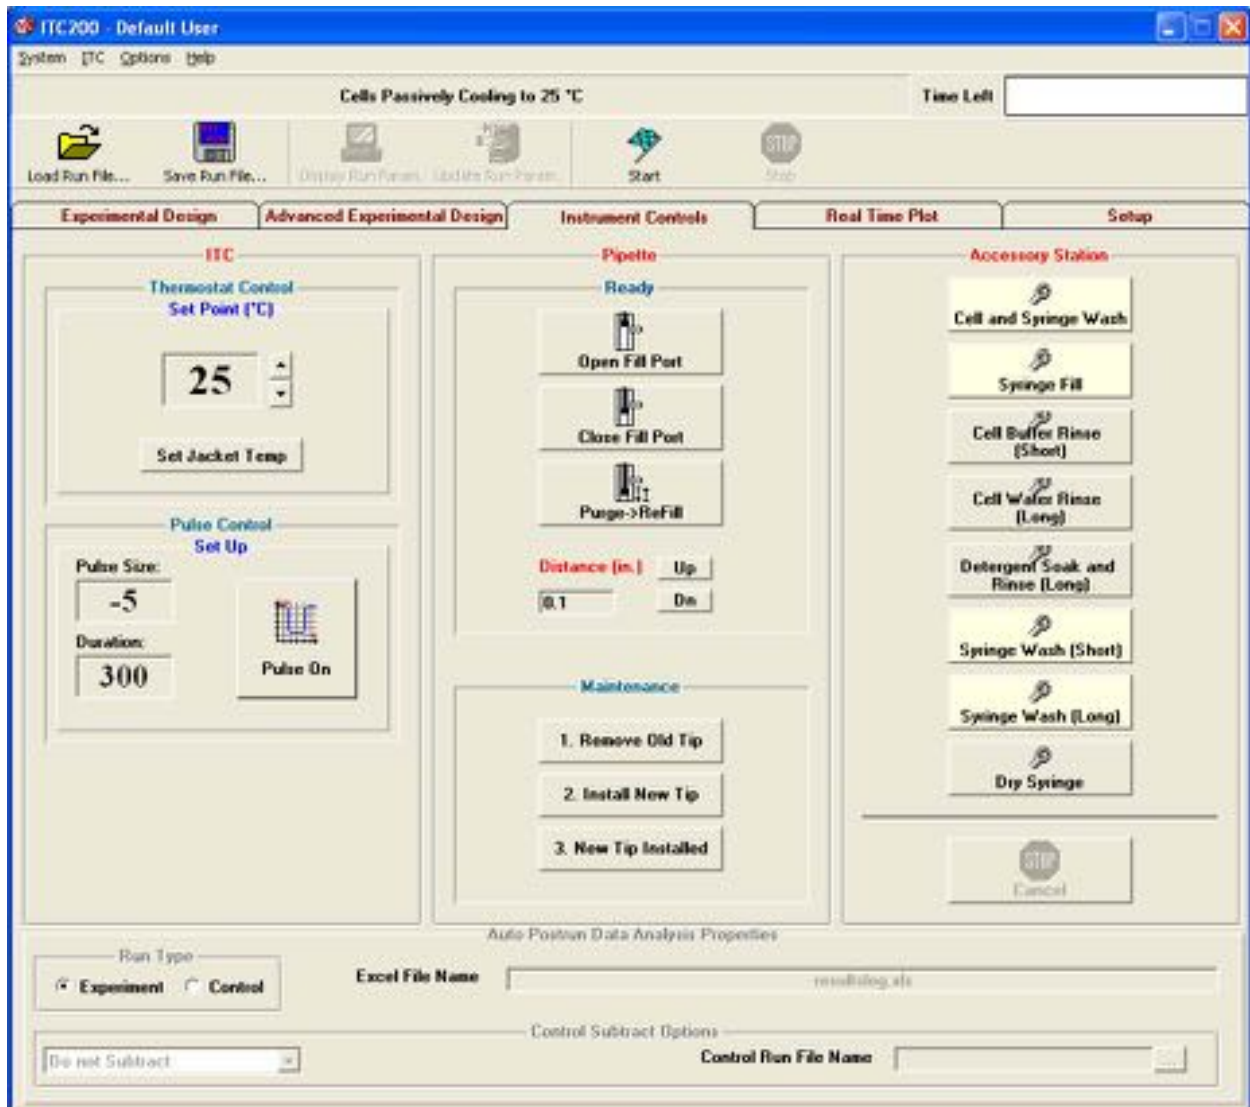 ITC200 - Default User
System ITC Options Help
Cells Passively Cooling to 25 °C
Time Left
Load Run File...
Save Run File...
Display Run Param.
Update Run Param.
Start
STOP
Stop
Experimental Design
Advanced Experimental Design
Instrument Controls
Real Time Plot
Setup
ITC
Thermostat Control
Set Point (°C)
25
Set Jacket Temp
Pulse Control
Set Up
Pulse Size:
-5
Duration:
300
Pulse On
Pipette
Ready
Open Fill Port
Close Fill Port
Purge->ReFill
Distance (in.)
Up
0.1
Dn
Maintenance
1. Remove Old Tip
2. Install New Tip
3. New Tip Installed
Accessory Station
Cell and Syringe Wash
Syringe Fill
Cell Buffer Rinse
(Short)
Cell Water Rinse
(Long)
Detergent Soak and
Rinse (Long)
Syringe Wash (Short)
Syringe Wash (Long)
Dry Syringe
STOP
Cancel
Auto Postrun Data Analysis Properties
Run Type
Experiment
Control
Excel File Name
resultslog.xls
Control Subtract Options
Do not Subtract
Control Run File Name
...